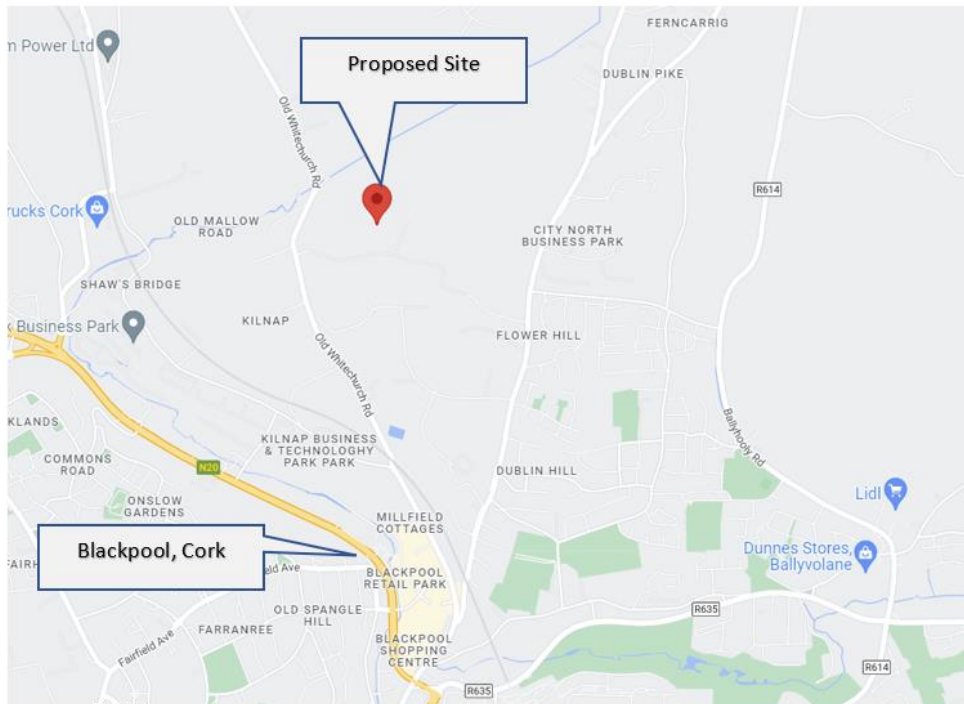 FERNCARRIG
m Power Ltd
Proposed Site
DUBLIN PIKE
Old Whitechurch Rd
R614
rucks Cork
OLD MALLOW
ROAD
CITY NORTH
BUSINESS PARK
SHAW'S BRIDGE
k Business Park
KILNAP
Old Whitechurch Rd
FLOWER HILL
KLANDS
COMMONS
ROAD
N20
KILNAP BUSINESS
& TECHNOLOGHY
PARK PARK
DUBLIN HILL
Ballyhooly Rd
ONSLOW
GARDENS
Lidl
MILLFIELD
COTTAGES
Blackpool, Cork
Dunnes Stores,
Ballyvolane
FAIRH
field Ave
BLACKPOOL
RETAIL PARK
OLD SPANGLE
HILL
R635
FARRANREE
Fairfield Ave
BLACKPOOL
SHOPPING
CENTRE
R614
R635